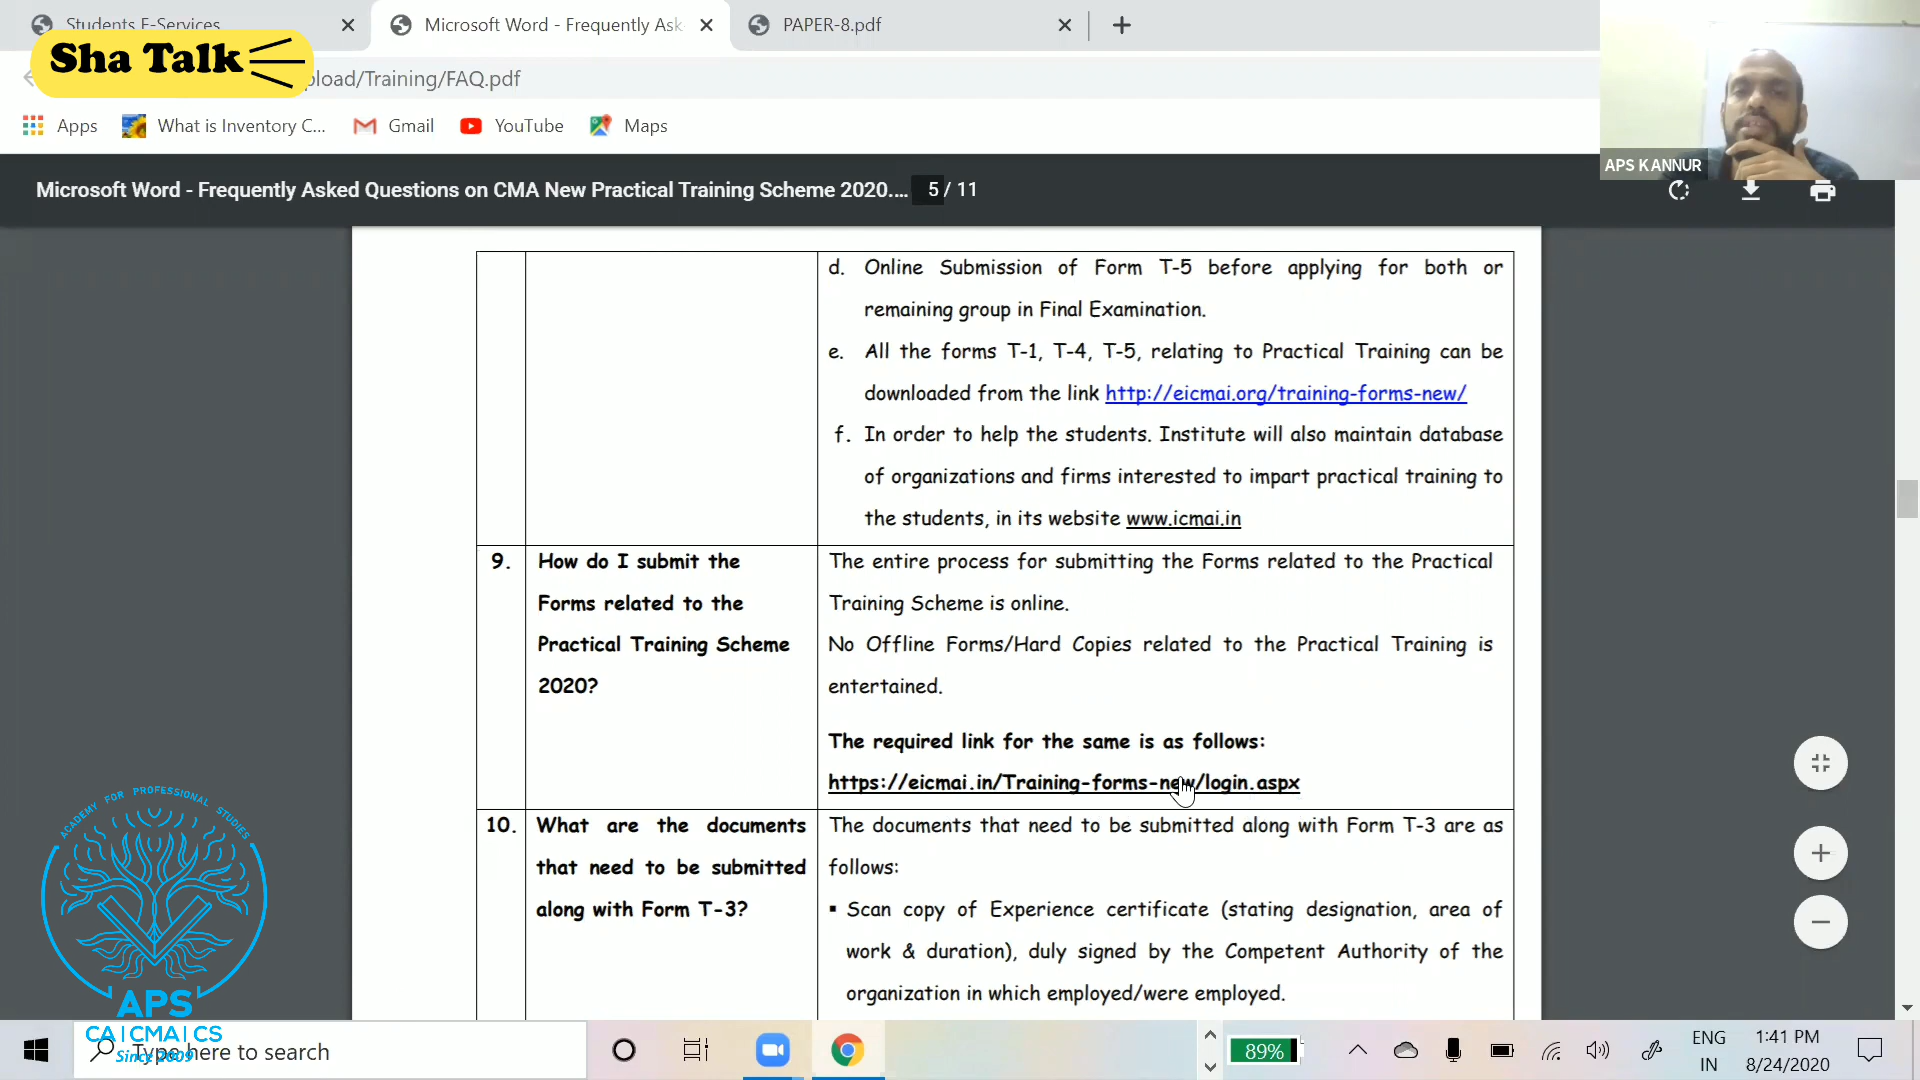 Students E-Services
Microsoft Word - Frequently Ask
PAPER-8.pdf
Sha Talk
pload/Training/FAQ.pdf
Apps
What is Inventory C...
Gmail
YouTube
Maps
APS KANNUR
Microsoft Word - Frequently Asked Questions on CMA New Practical Training Scheme 2020.... 5 / 11
d. Online Submission of Form T-5 before applying for both or
remaining group in Final Examination.
e. All the forms T-1, T-4, T-5, relating to Practical Training can be
downloaded from the link http://eicmai.org/training-forms-new/
f. In order to help the students. Institute will also maintain database
of organizations and firms interested to impart practical training to
the students, in its website www.icmai.in
9. How do I submit the
Forms related to the
Practical Training Scheme
2020?
The entire process for submitting the Forms related to the Practical
Training Scheme is online.
No Offline Forms/Hard Copies related to the Practical Training is
entertained.
The required link for the same is as follows:
https://eicmai.in/Training-forms-new/login.aspx
10. What are the documents
that need to be submitted
along with Form T-3?
The documents that need to be submitted along with Form T-3 are as
follows:
▪ Scan copy of Experience certificate (stating designation, area of
work & duration), duly signed by the Competent Authority of the
organization in which employed/were employed.
ACADEMY FOR PROFESSIONAL STUDIES
APS
CA|CMA|CS
Since 2009
Type here to search
89%
ENG
IN
1:41 PM
8/24/2020